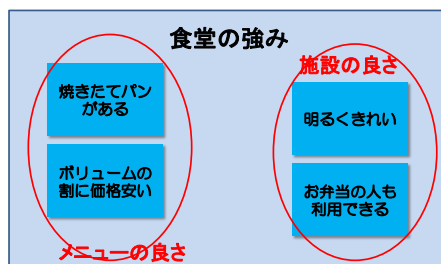 食堂の強み
焼きたてパン
がある
ボリュームの
割に価格安い
メニューの良さ
施設の良さ
明るくきれい
お弁当の人も
利用できる